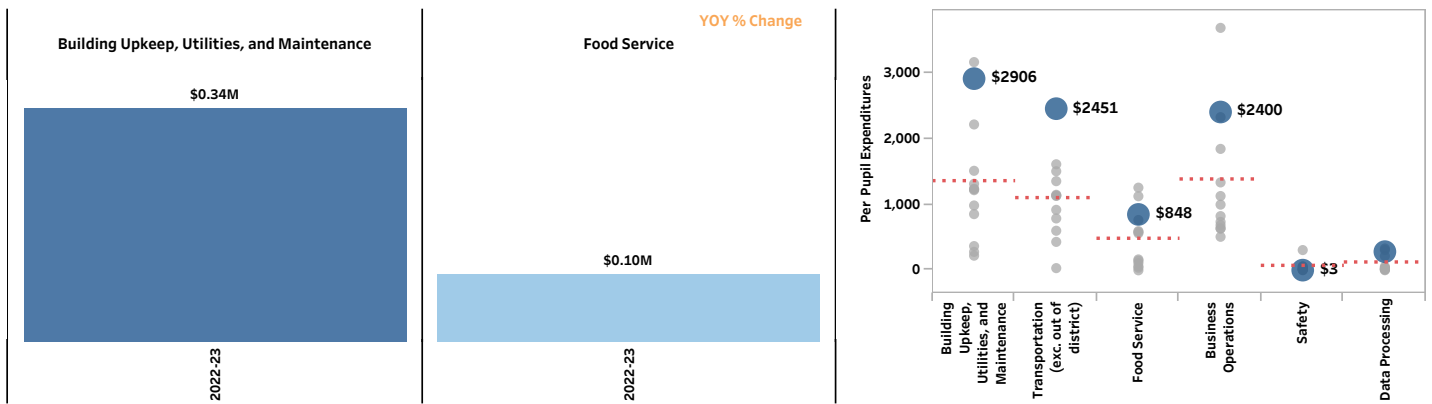 YOY % Change
Building Upkeep, Utilities, and Maintenance
Food Service
$0.34M
$0.10M
2022-23
2022-23
Per Pupil Expenditures
3,000
2,000
1,000
0
$2906
$2451
$848
$2400
$3
Building
Upkeep,
Utilities, and
Maintenance
Transportation
(exc. out of
district)
Food Service
Business
Operations
Safety
Data Processing